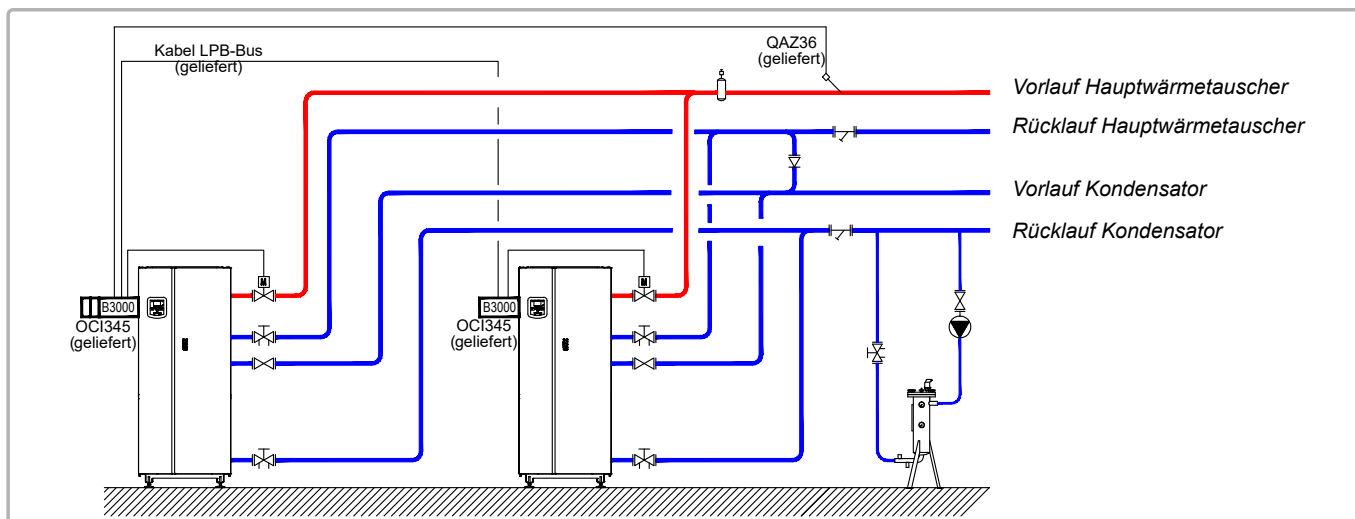 Kabel LPB-Bus
(geliefert)
QAZ36
(geliefert)
Vorlauf Hauptwärmetauscher
Rücklauf Hauptwärmetauscher
Vorlauf Kondensator
Rücklauf Kondensator
M
M
B3000
OCI345
(geliefert)
B3000
OCI345
(geliefert)